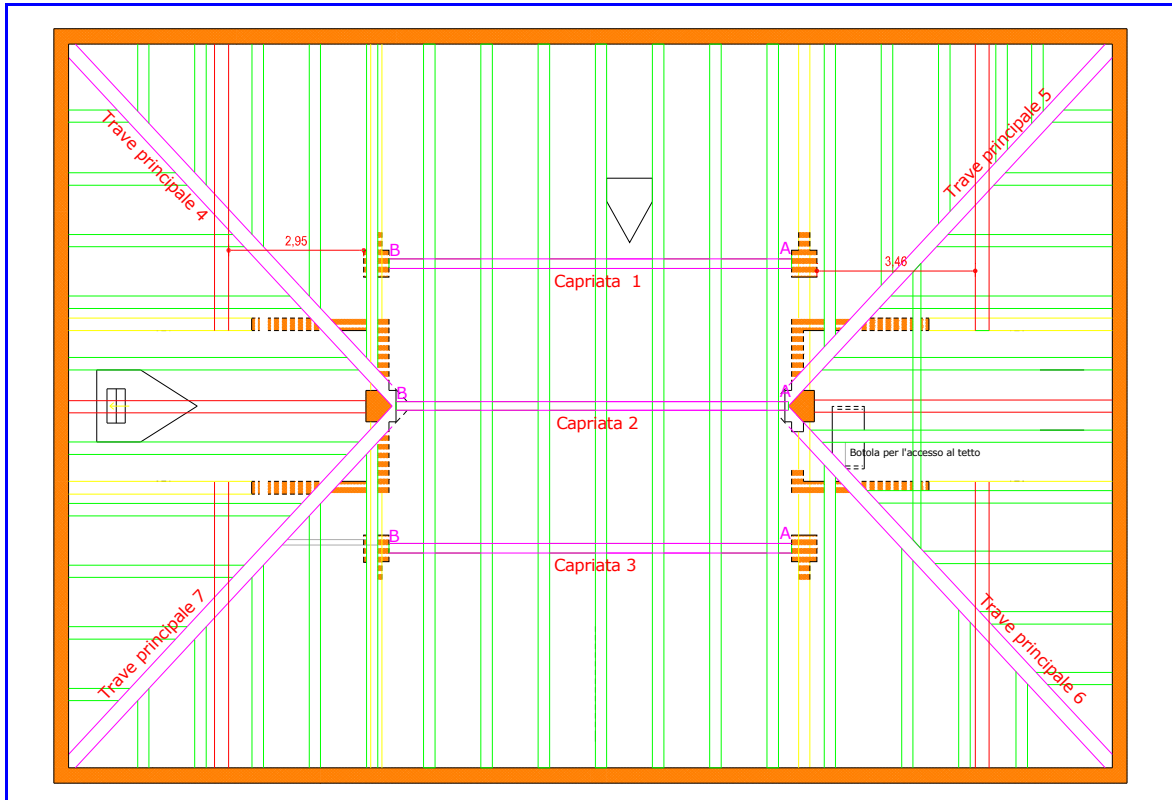 Trave principale 4
Trave principale 5
2,95
B
A
3,46
Capriata  1
B
A
Capriata 2
Botola per l'accesso al tetto
B
A
Capriata 3
Trave principale 7
Trave principale 6